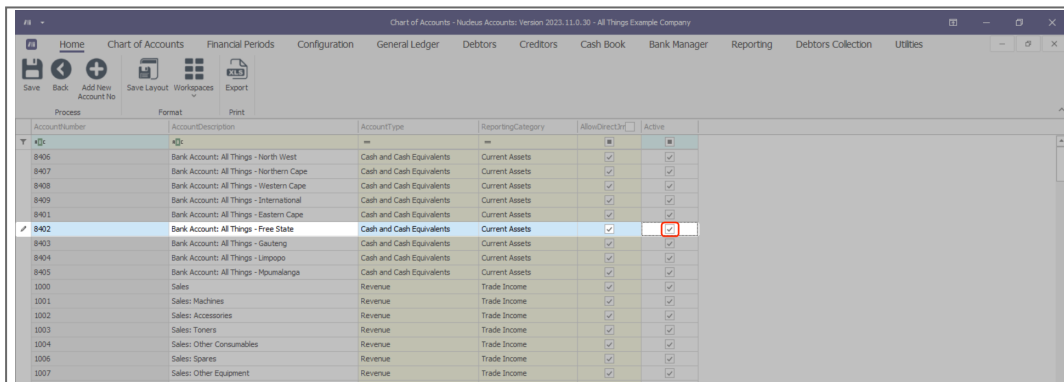 Chart of Accounts - Nucleus Accounts: Version 2023.11.0.30 - All Things Example Company
Home Chart of Accounts Financial Periods Configuration General Ledger Debtors Creditors Cash Book Bank Manager Reporting Debtors Collection Utilities
XLS
Save Back Add New Account No Save Layout Workspaces Export
Process Format Print
AccountNumber AccountDescription AccountType ReportingCategory AllowDirectJrn Active
8406 Bank Account: All Things - North West Cash and Cash Equivalents Current Assets
8407 Bank Account: All Things - Northern Cape Cash and Cash Equivalents Current Assets
8408 Bank Account: All Things - Western Cape Cash and Cash Equivalents Current Assets
8409 Bank Account: All Things - International Cash and Cash Equivalents Current Assets
8401 Bank Account: All Things - Eastern Cape Cash and Cash Equivalents Current Assets
8402 Bank Account: All Things - Free State Cash and Cash Equivalents Current Assets
8403 Bank Account: All Things - Gauteng Cash and Cash Equivalents Current Assets
8404 Bank Account: All Things - Limpopo Cash and Cash Equivalents Current Assets
8405 Bank Account: All Things - Mpumalanga Cash and Cash Equivalents Current Assets
1000 Sales Revenue Trade Income
1001 Sales: Machines Revenue Trade Income
1002 Sales: Accessories Revenue Trade Income
1003 Sales: Toners Revenue Trade Income
1004 Sales: Other Consumables Revenue Trade Income
1006 Sales: Spares Revenue Trade Income
1007 Sales: Other Equipment Revenue Trade Income